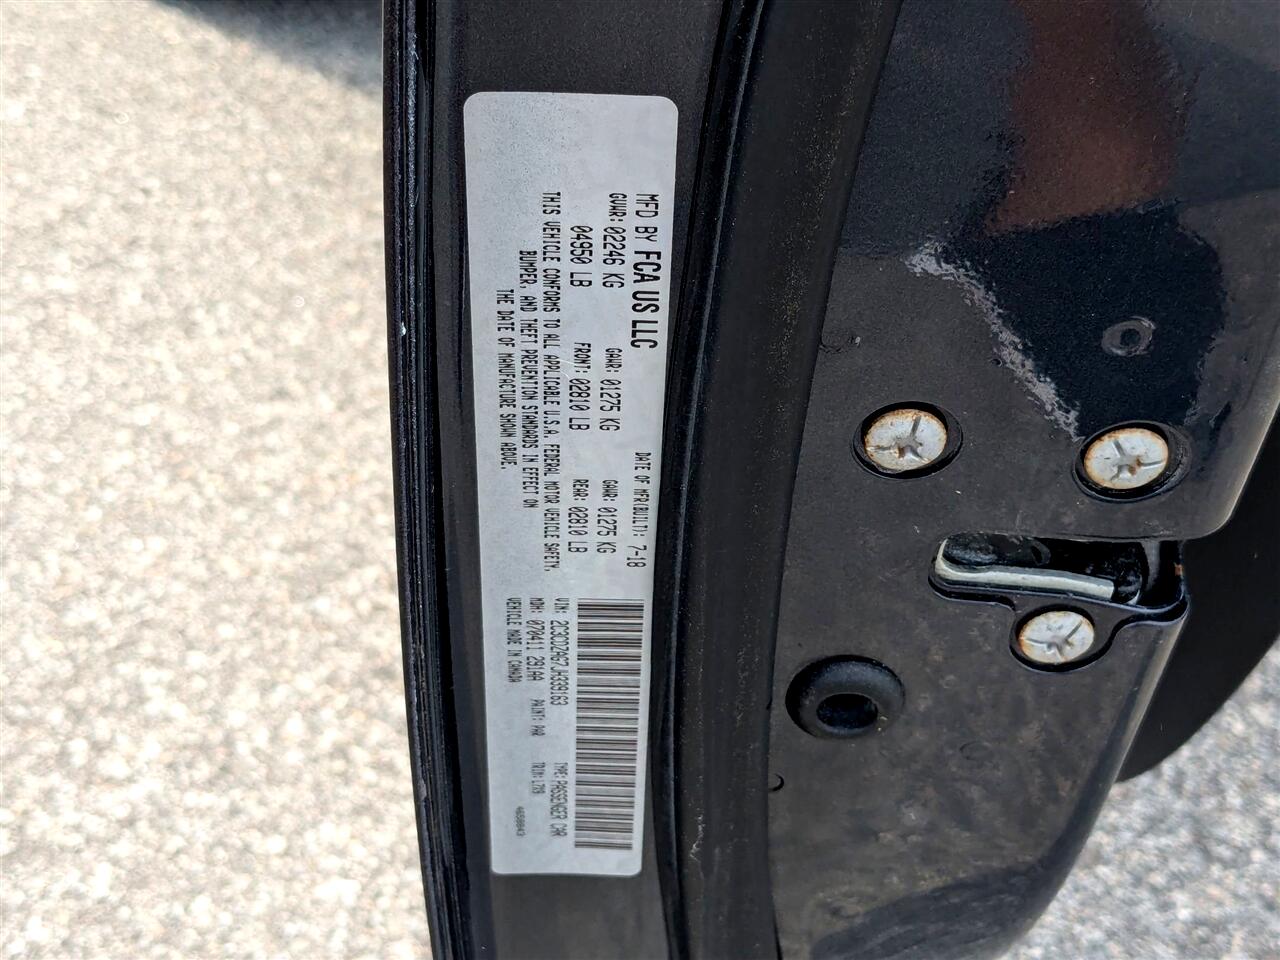 MFD BY FCA US LLC
DATE OF MFR(BUILT): 7-18
GVWR: 02246 KG GAWR: 01275 KG GAWR: 01275 KG
04950 LB FRONT: 02810 LB REAR: 02810 LB
THIS VEHICLE CONFORMS TO ALL APPLICABLE U.S.A. FEDERAL MOTOR VEHICLE SAFETY,
BUMPER, AND THEFT PREVENTION STANDARDS IN EFFECT ON
THE DATE OF MANUFACTURE SHOWN ABOVE.
VIN: 2C3CDZAG7JH339163 TYPE: PASSENGER CAR
MDH: 070411 291AA PAINT: PAR TRIM: L7X9
VEHICLE MADE IN CANADA